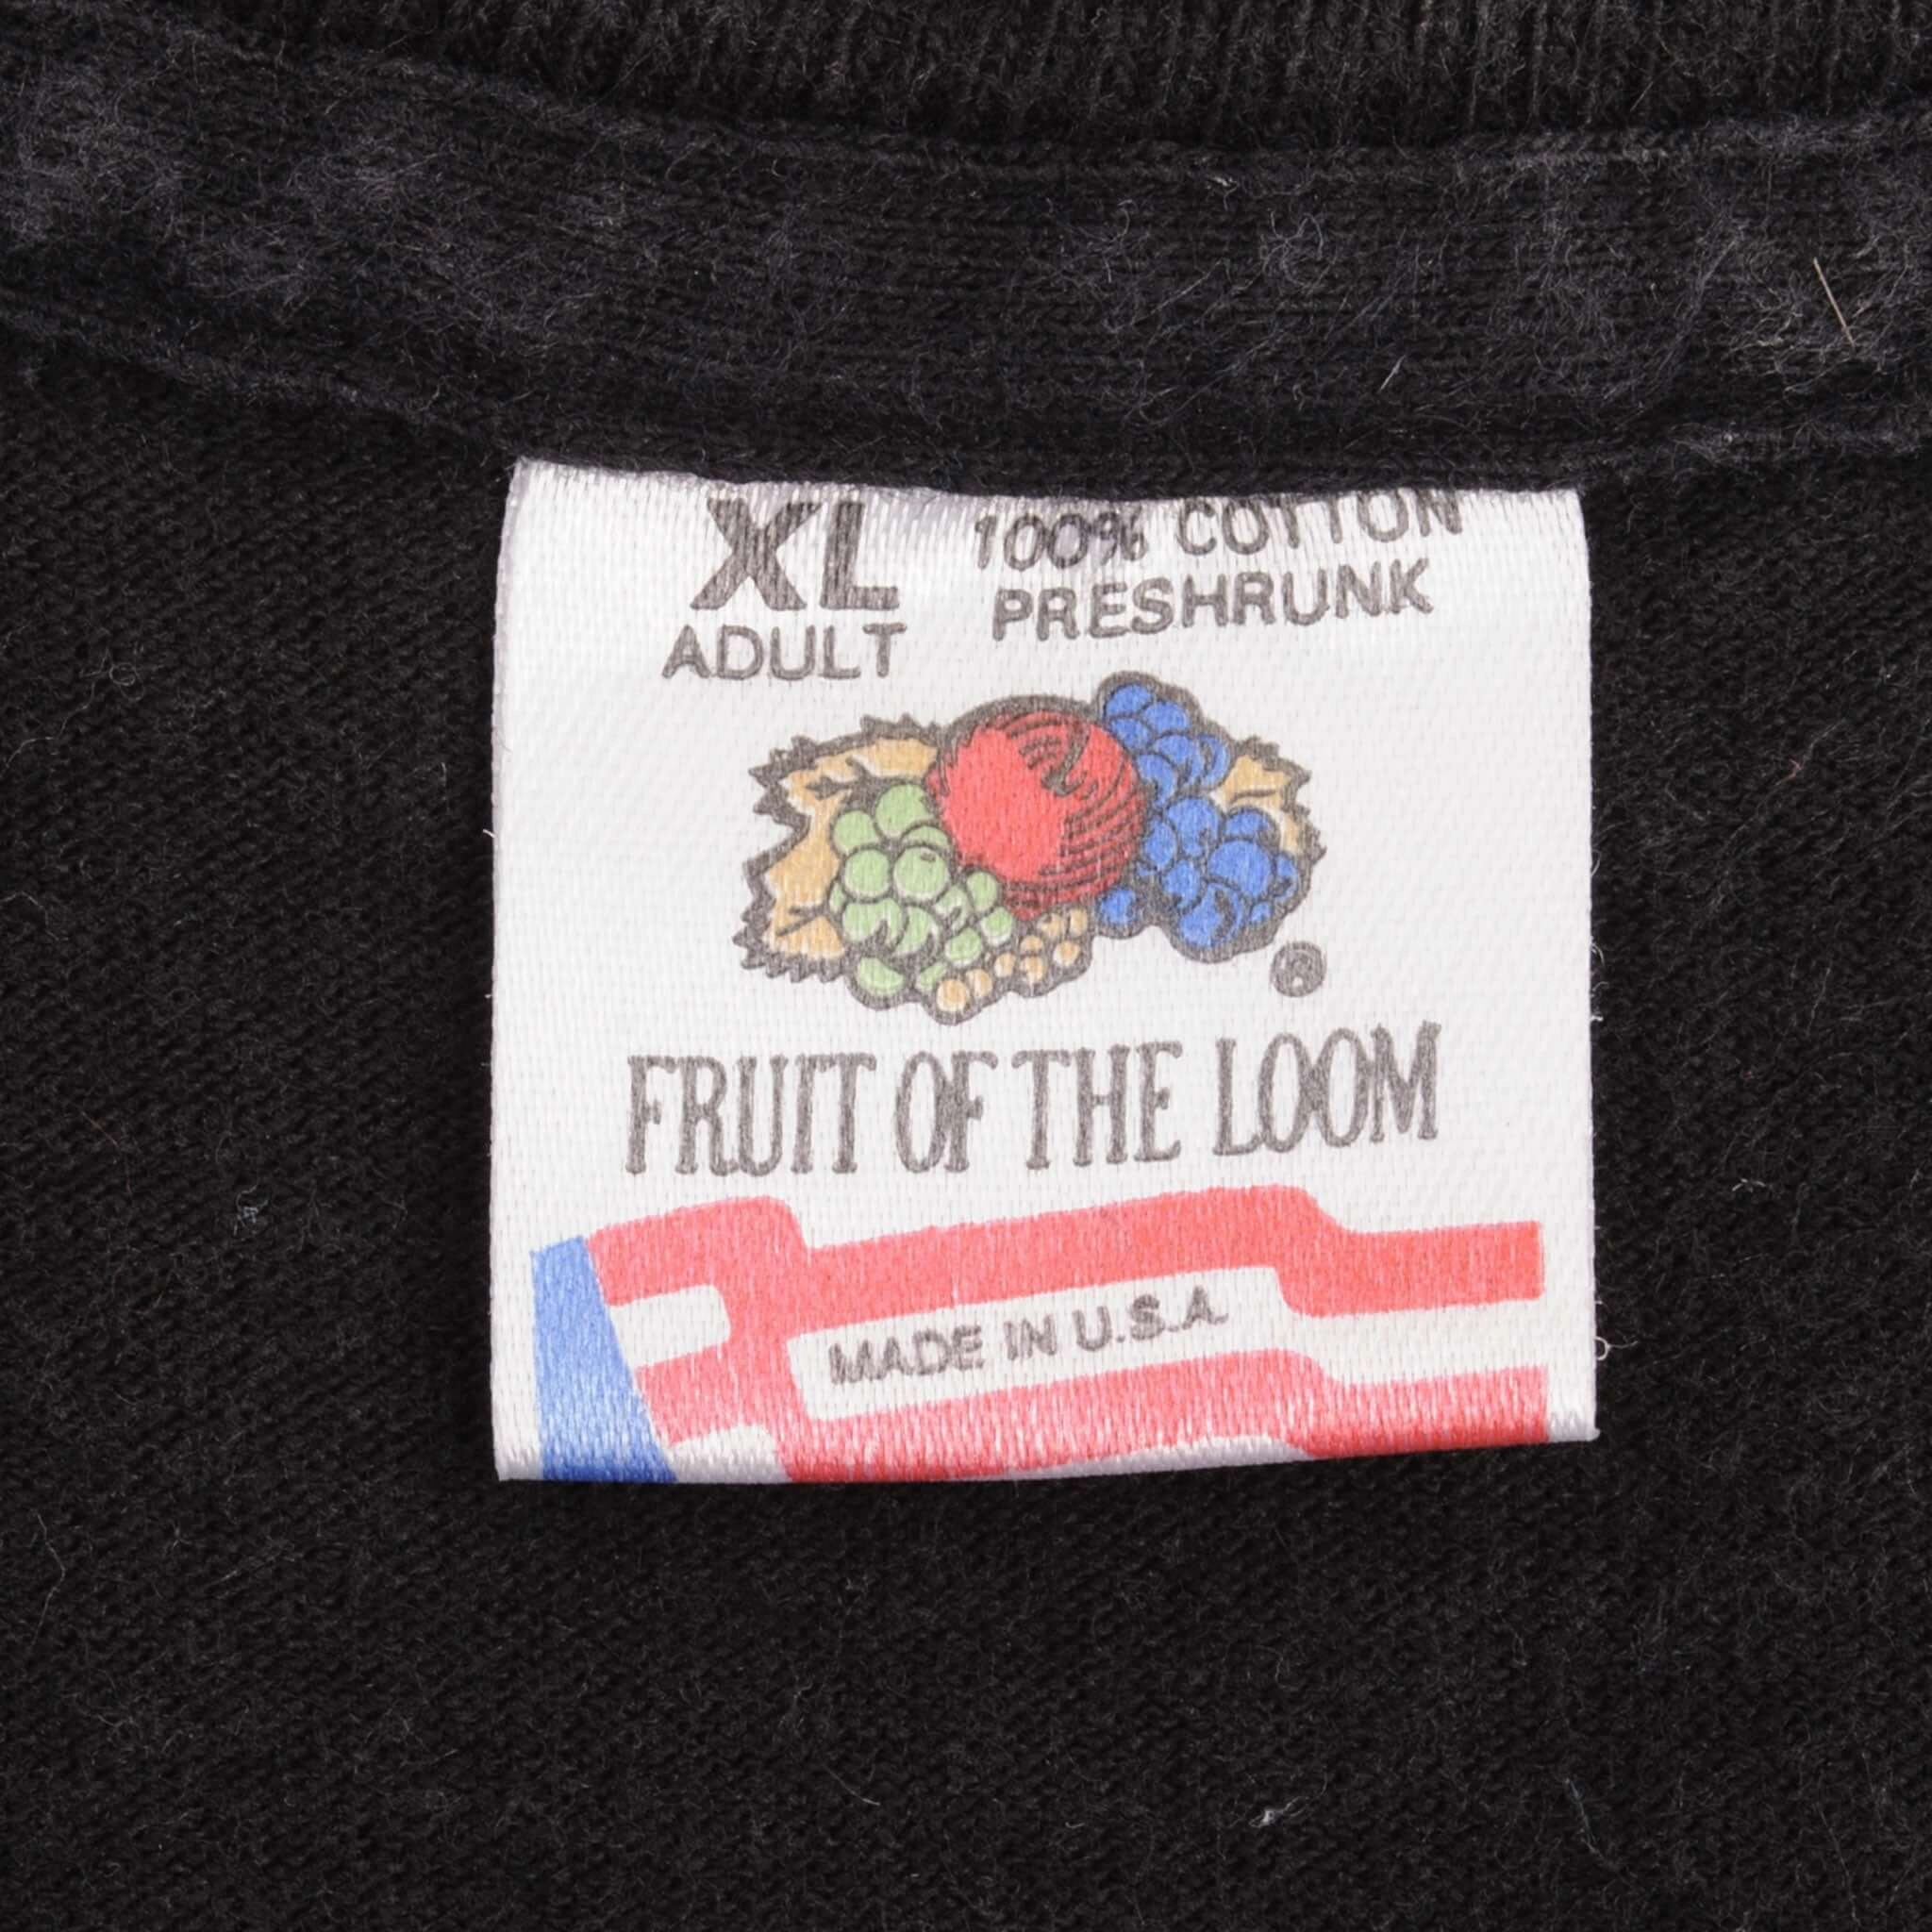 XL
ADULT
100% COTTON
PRESHRUNK
®
FRUIT OF THE LOOM
MADE IN U.S.A.